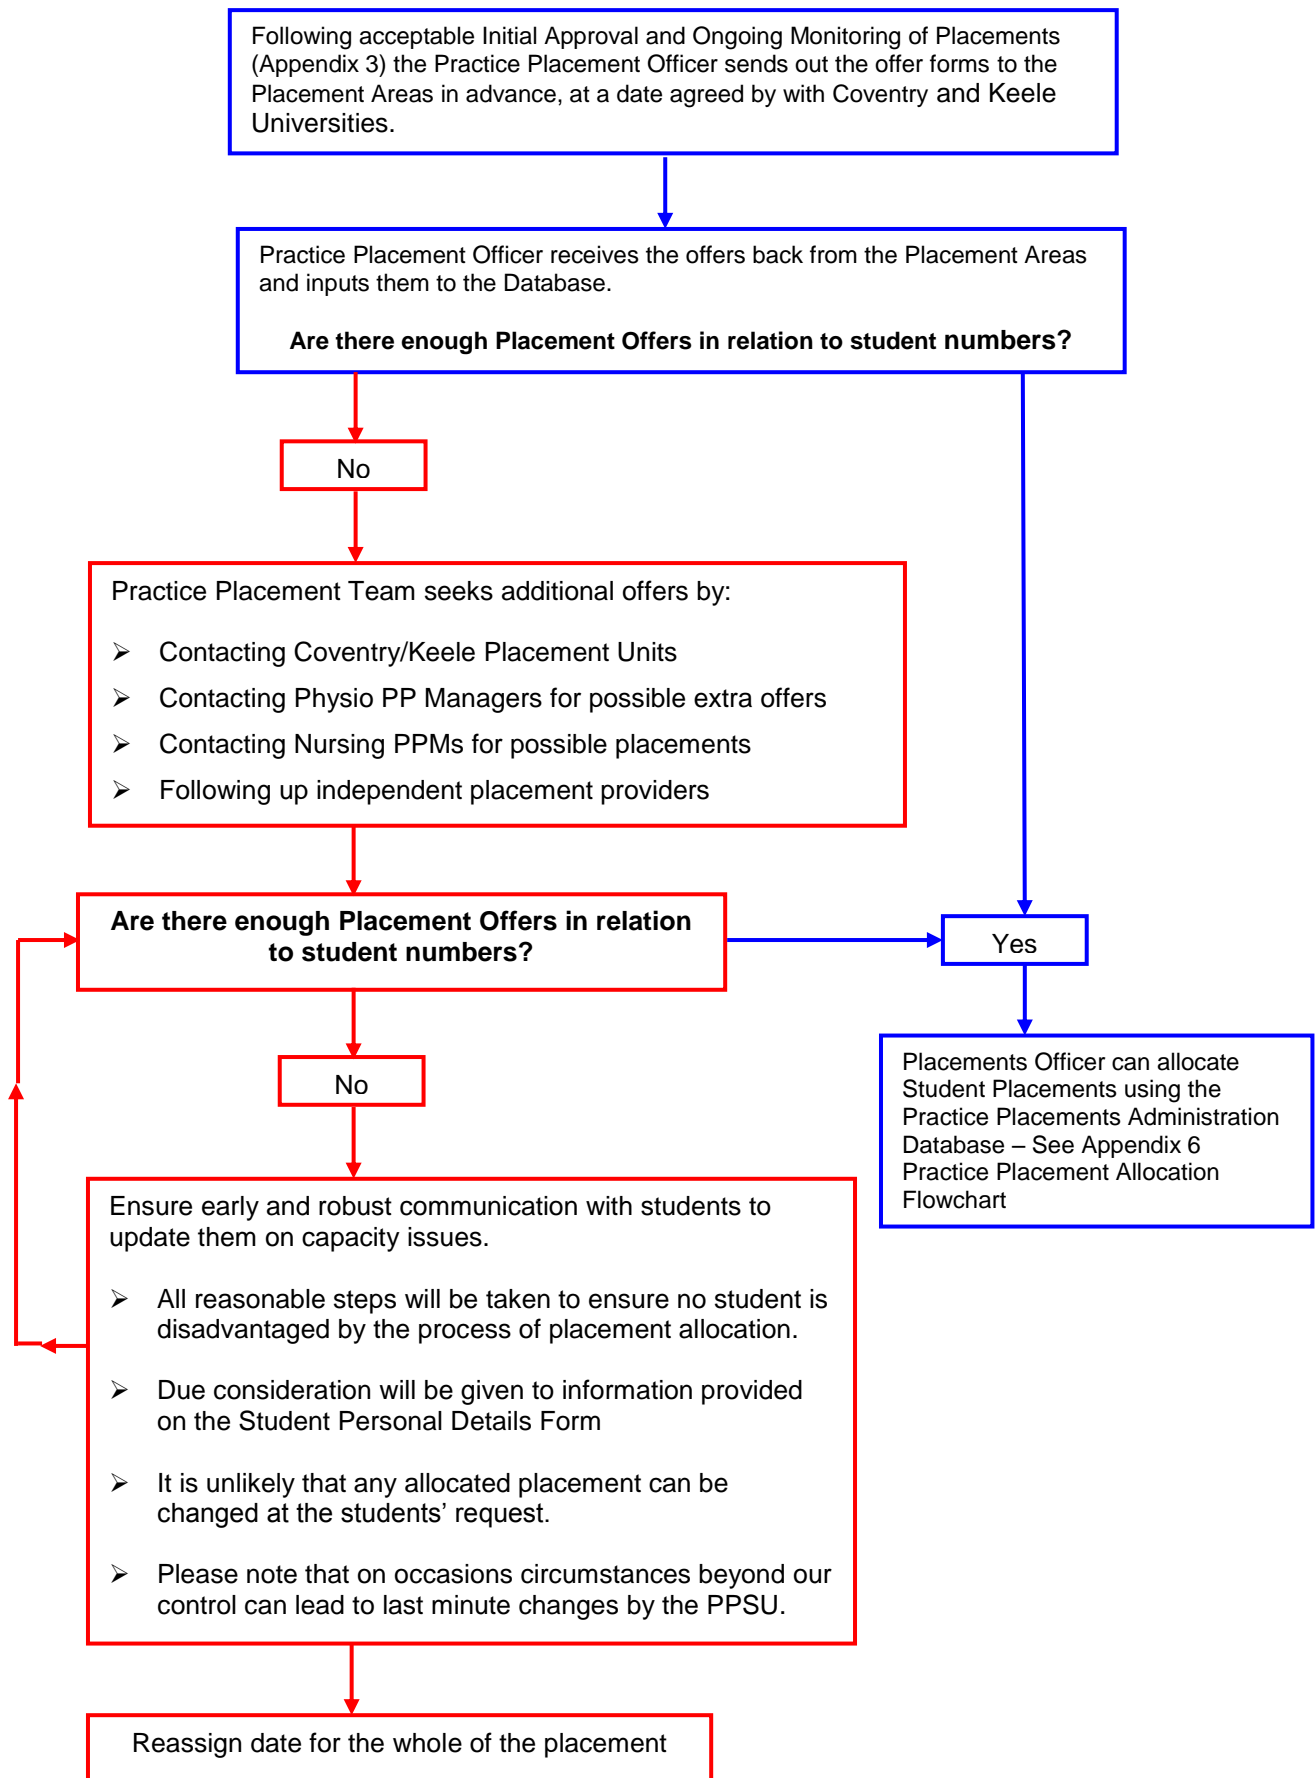 Following acceptable Initial Approval and Ongoing Monitoring of Placements
(Appendix 3) the Practice Placement Officer sends out the offer forms to the
Placement Areas in advance, at a date agreed by with Coventry and Keele
Universities.
Practice Placement Officer receives the offers back from the Placement Areas
and inputs them to the Database.
Are there enough Placement Offers in relation to student numbers?
No
Practice Placement Team seeks additional offers by:
➢ Contacting Coventry/Keele Placement Units
➢ Contacting Physio PP Managers for possible extra offers
➢ Contacting Nursing PPMs for possible placements
➢ Following up independent placement providers
Are there enough Placement Offers in relation
to student numbers?
Yes
No
Placements Officer can allocate
Student Placements using the
Practice Placements Administration
Database – See Appendix 6
Practice Placement Allocation
Flowchart
Ensure early and robust communication with students to
update them on capacity issues.
➢ All reasonable steps will be taken to ensure no student is
disadvantaged by the process of placement allocation.
➢ Due consideration will be given to information provided
on the Student Personal Details Form
➢ It is unlikely that any allocated placement can be
changed at the students’ request.
➢ Please note that on occasions circumstances beyond our
control can lead to last minute changes by the PPSU.
Reassign date for the whole of the placement